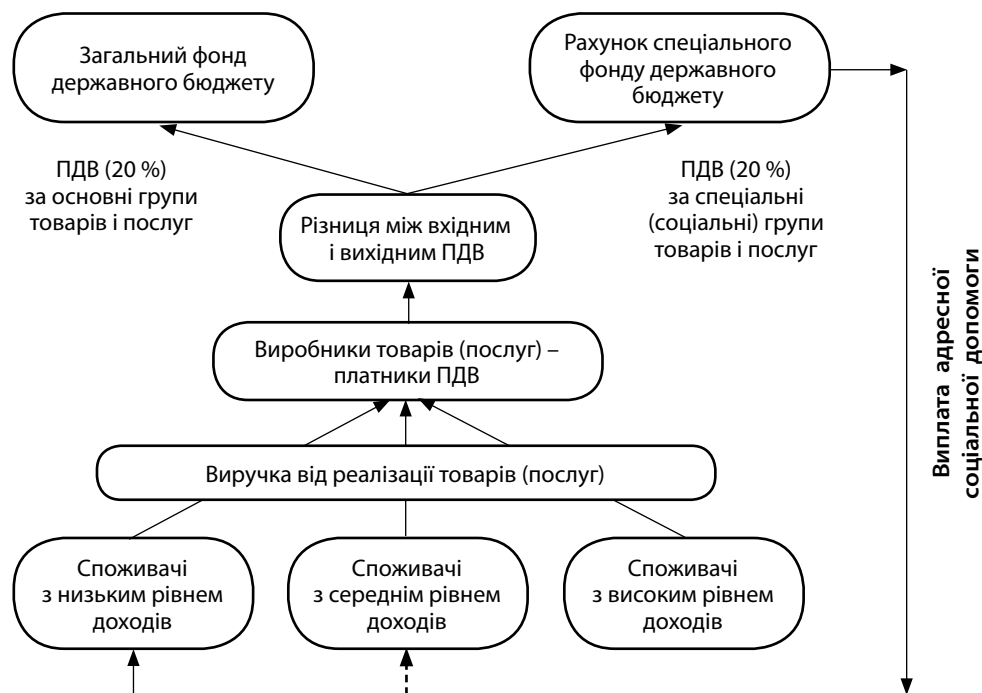 Загальний фонд
державного бюджету
Рахунок спеціального
фонду державного
бюджету
ПДВ (20 %)
за основні групи
товарів і послуг
ПДВ (20 %)
за спеціальні
(соціальні) групи
товарів і послуг
Різниця між вхідним
і вихідним ПДВ
Виробники товарів (послуг) –
платники ПДВ
Виручка від реалізації товарів (послуг)
Споживачі
з низьким рівнем
доходів
Споживачі
з середнім рівнем
доходів
Споживачі
з високим рівнем
доходів
Виплата адресної
соціальної допомоги